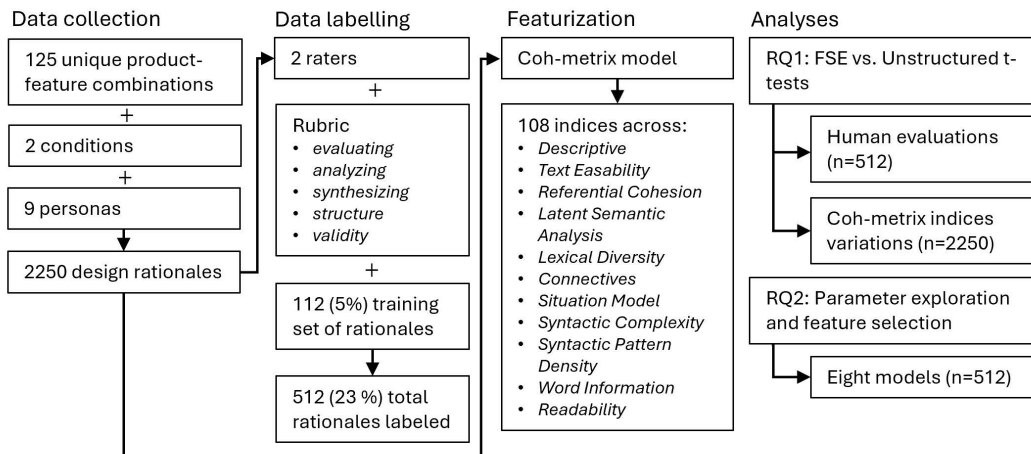 Data collection
125 unique product-
feature combinations
+
2 conditions
+
9 personas
2250 design rationales
Data labelling
2 raters
+
Rubric
• evaluating
• analyzing
• synthesizing
• structure
• validity
+
112 (5%) training
set of rationales
512 (23 %) total
rationales labeled
Featurization
Coh-metrix model
108 indices across:
• Descriptive
• Text Easability
• Referential Cohesion
• Latent Semantic
Analysis
• Lexical Diversity
• Connectives
• Situation Model
• Syntactic Complexity
• Syntactic Pattern
Density
• Word Information
• Readability
Analyses
RQ1: FSE vs. Unstructured t-
tests
Human evaluations
(n=512)
Coh-metrix indices
variations (n=2250)
RQ2: Parameter exploration
and feature selection
Eight models (n=512)